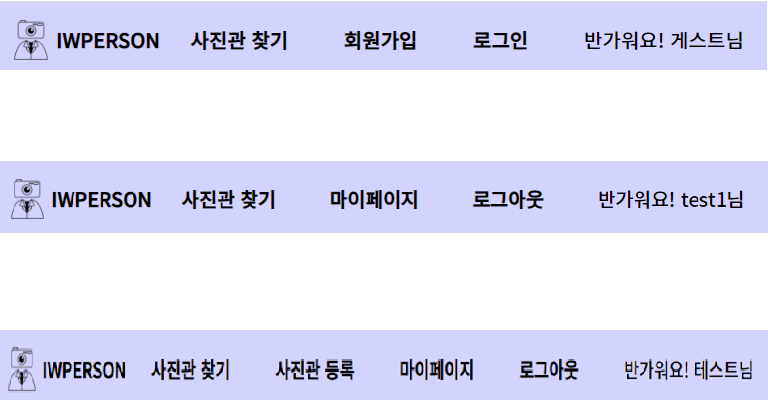 IWPERSON 사진관 찾기 회원가입 로그인 반가워요! 게스트님
IWPERSON 사진관 찾기 마이페이지 로그아웃 반가워요! test1님
IWPERSON 사진관 찾기 사진관 등록 마이페이지 로그아웃 반가워요! 테스트님